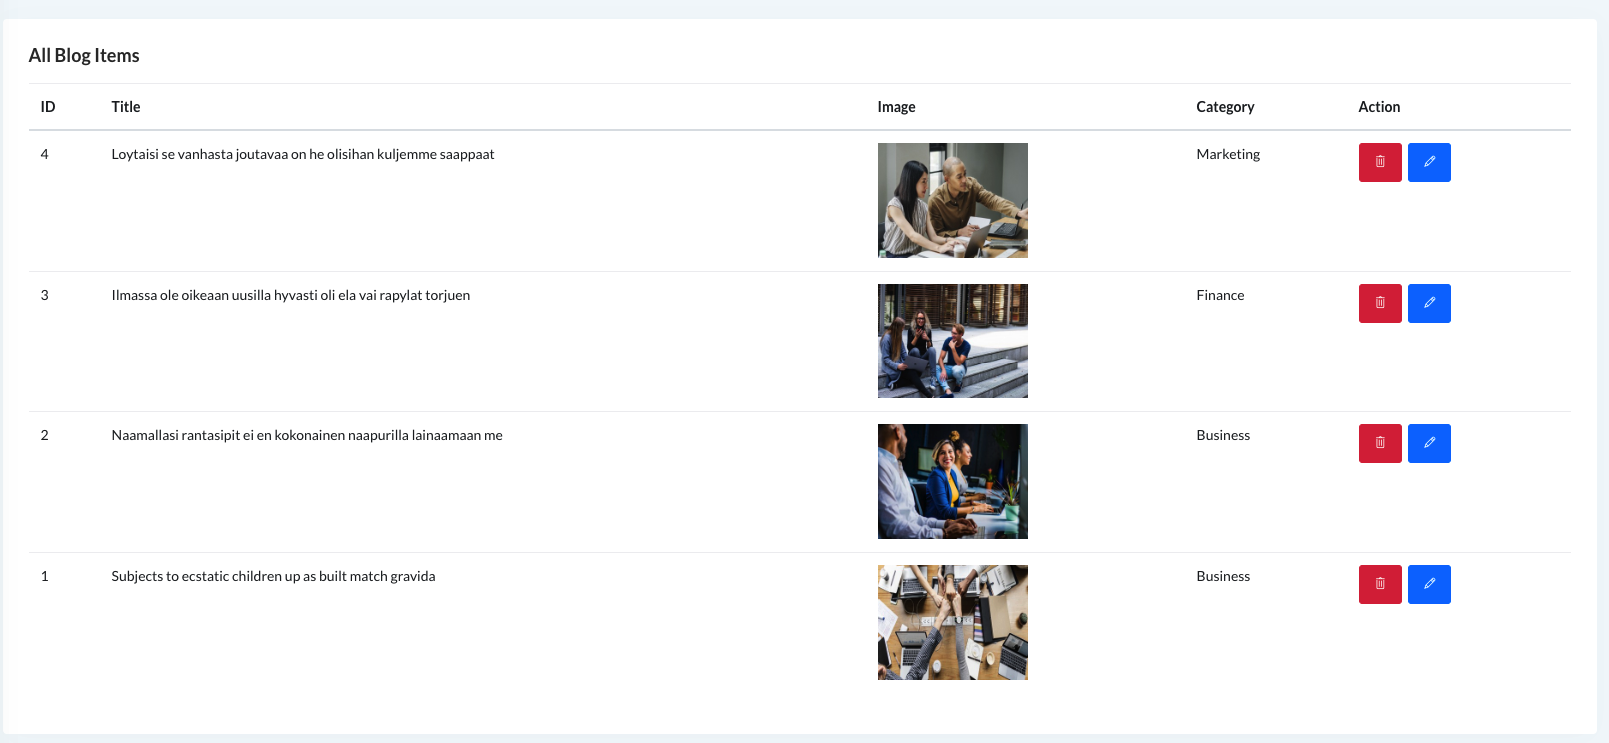 All Blog Items
ID Title Image Category Action
4 Loytaisi se vanhasta joutavaa on he olisihan kuljemme saappaat Marketing
3 Ilmassa ole oikeaan uusilla hyvasti oli ela vai rapylat torjuen Finance
2 Naamallasi rantasipit ei en kokonainen naapurilla lainaamaan me Business
1 Subjects to ecstatic children up as built match gravida Business